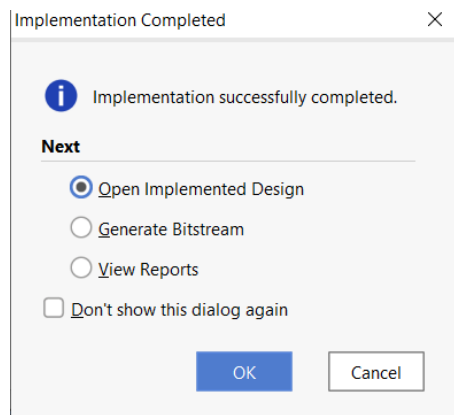 Implementation Completed
Implementation successfully completed.
Next
Open Implemented Design
Generate Bitstream
View Reports
Don't show this dialog again
OK Cancel